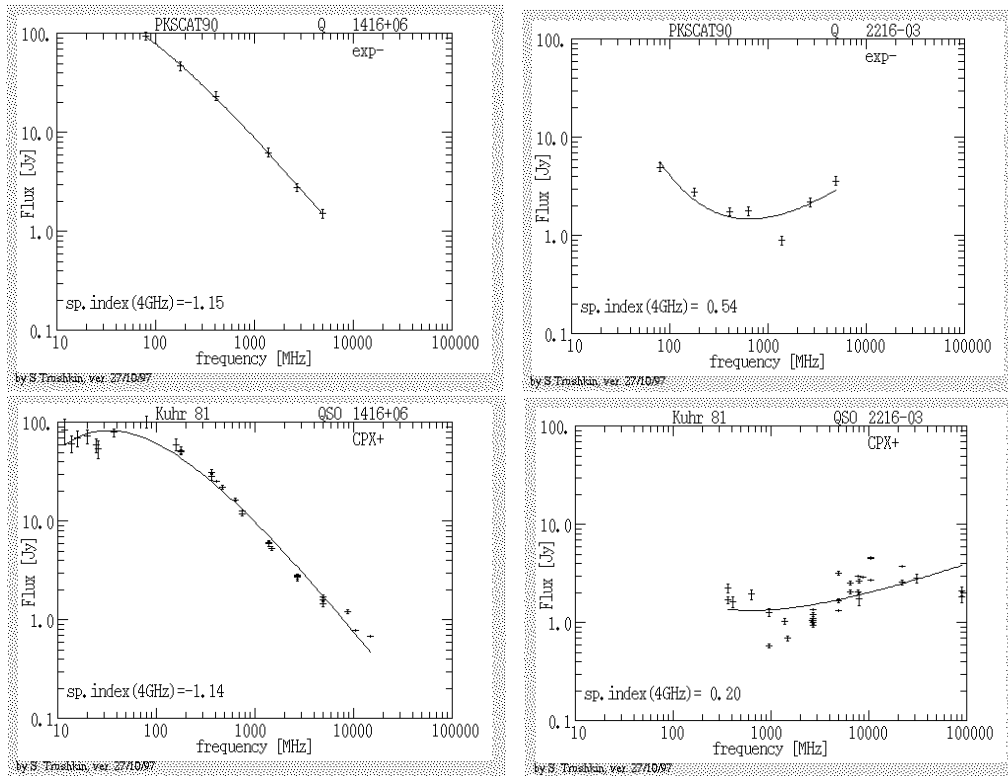 PKSCAT90 Q 1416+06
exp-
100.
10.0
1.0
0.1
Flux [Jy]
sp.index(4GHz)=-1.15
10 100 1000 10000 100000
frequency [MHz]
by S.Trushkin, ver. 27/10/97
PKSCAT90 Q 2216-03
exp-
100.
10.0
1.0
0.1
Flux [Jy]
sp.index(4GHz)= 0.54
10 100 1000 10000 100000
frequency [MHz]
by S.Trushkin, ver. 27/10/97
Kuhr 81 QSO 1416+06
CPX+
100.
10.0
1.0
0.1
Flux [Jy]
sp.index(4GHz)=-1.14
10 100 1000 10000 100000
frequency [MHz]
by S.Trushkin, ver. 27/10/97
Kuhr 81 QSO 2216-03
CPX+
100.
10.0
1.0
0.1
Flux [Jy]
sp.index(4GHz)= 0.20
10 100 1000 10000 100000
frequency [MHz]
by S.Trushkin, ver. 27/10/97